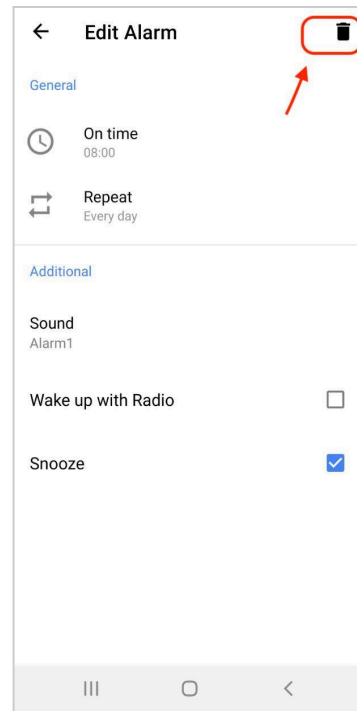 Edit Alarm
General
On time
08:00
Repeat
Every day
Additional
Sound
Alarm1
Wake up with Radio
Snooze